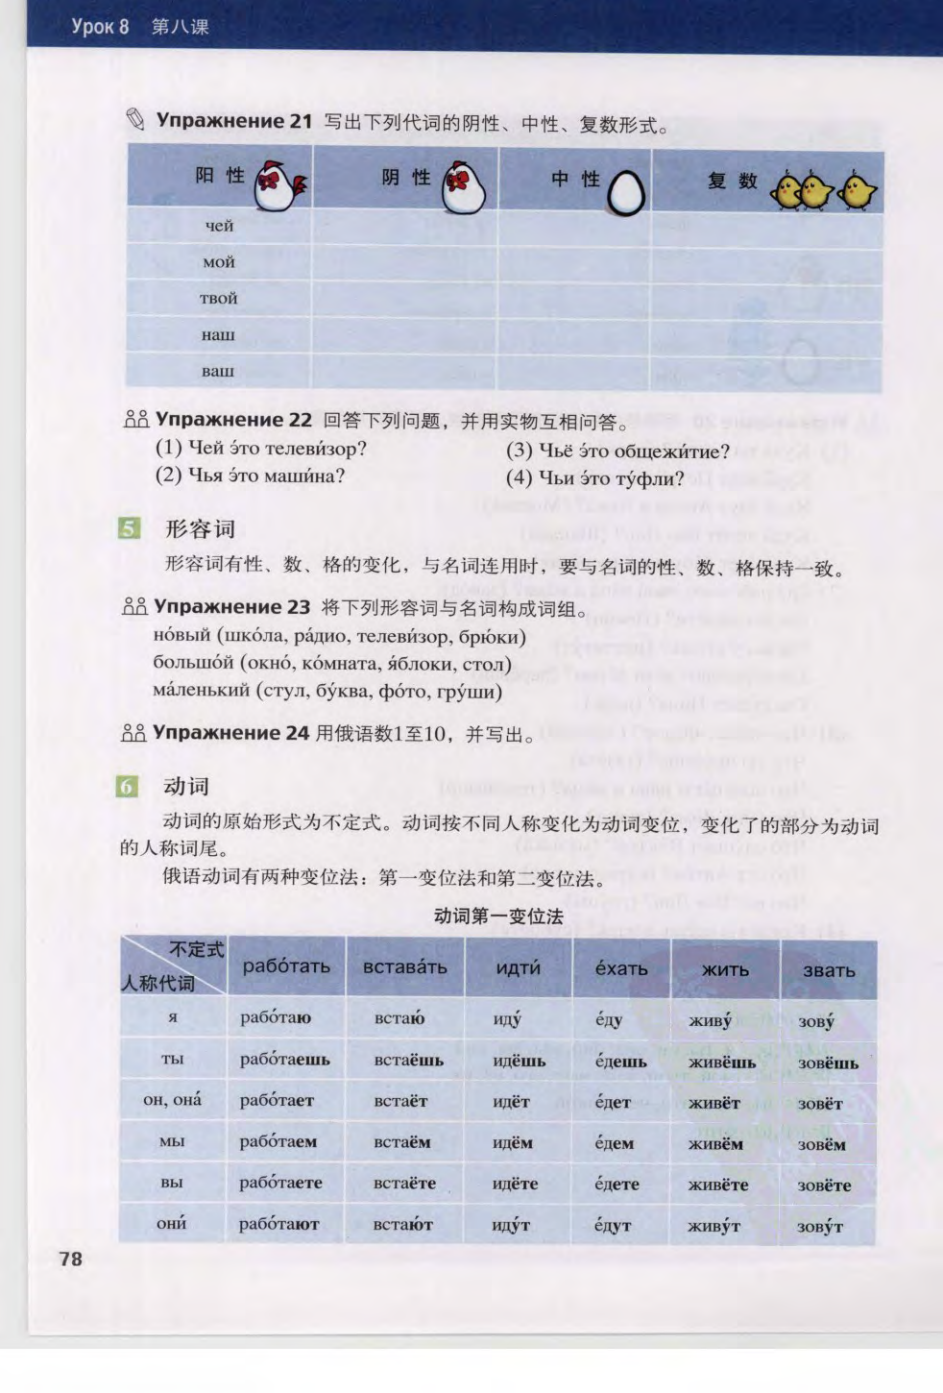 Урок 8 第八课
Упражнение 21 写出下列代词的阴性、中性、复数形式。
阳性 阴性 中性 复数
чей
мой
твой
наш
ваш
Упражнение 22 回答下列问题，并用实物互相问答。
(1) Чей э́то телеви́зор? (3) Чьё э́то общежи́тие?
(2) Чья э́то маши́на? (4) Чьи э́то ту́фли?
5 形容词
形容词有性、数、格的变化，与名词连用时，要与名词的性、数、格保持一致。
Упражнение 23 将下列形容词与名词构成词组。
но́вый (шко́ла, ра́дио, телеви́зор, брю́ки)
большо́й (окно́, ко́мната, я́блоки, стол)
ма́ленький (стул, бу́ква, фо́то, гру́ши)
Упражнение 24 用俄语数1至10，并写出。
6 动词
动词的原始形式为不定式。动词按不同人称变化为动词变位，变化了的部分为动词
的人称词尾。
俄语动词有两种变位法：第一变位法和第二变位法。
动词第一变位法
不定式 人称代词 рабо́тать встава́ть идти́ е́хать жить звать
я рабо́таю встаю́ иду́ е́ду живу́ зову́
ты рабо́таешь встаёшь идёшь е́дешь живёшь зовёшь
он, она́ рабо́тает встаёт идёт е́дет живёт зовёт
мы рабо́таем встаём идём е́дем живём зовём
вы рабо́таете встаёте идёте е́дете живёте зовёте
они́ рабо́тают встаю́т иду́т е́дут живу́т зову́т
78